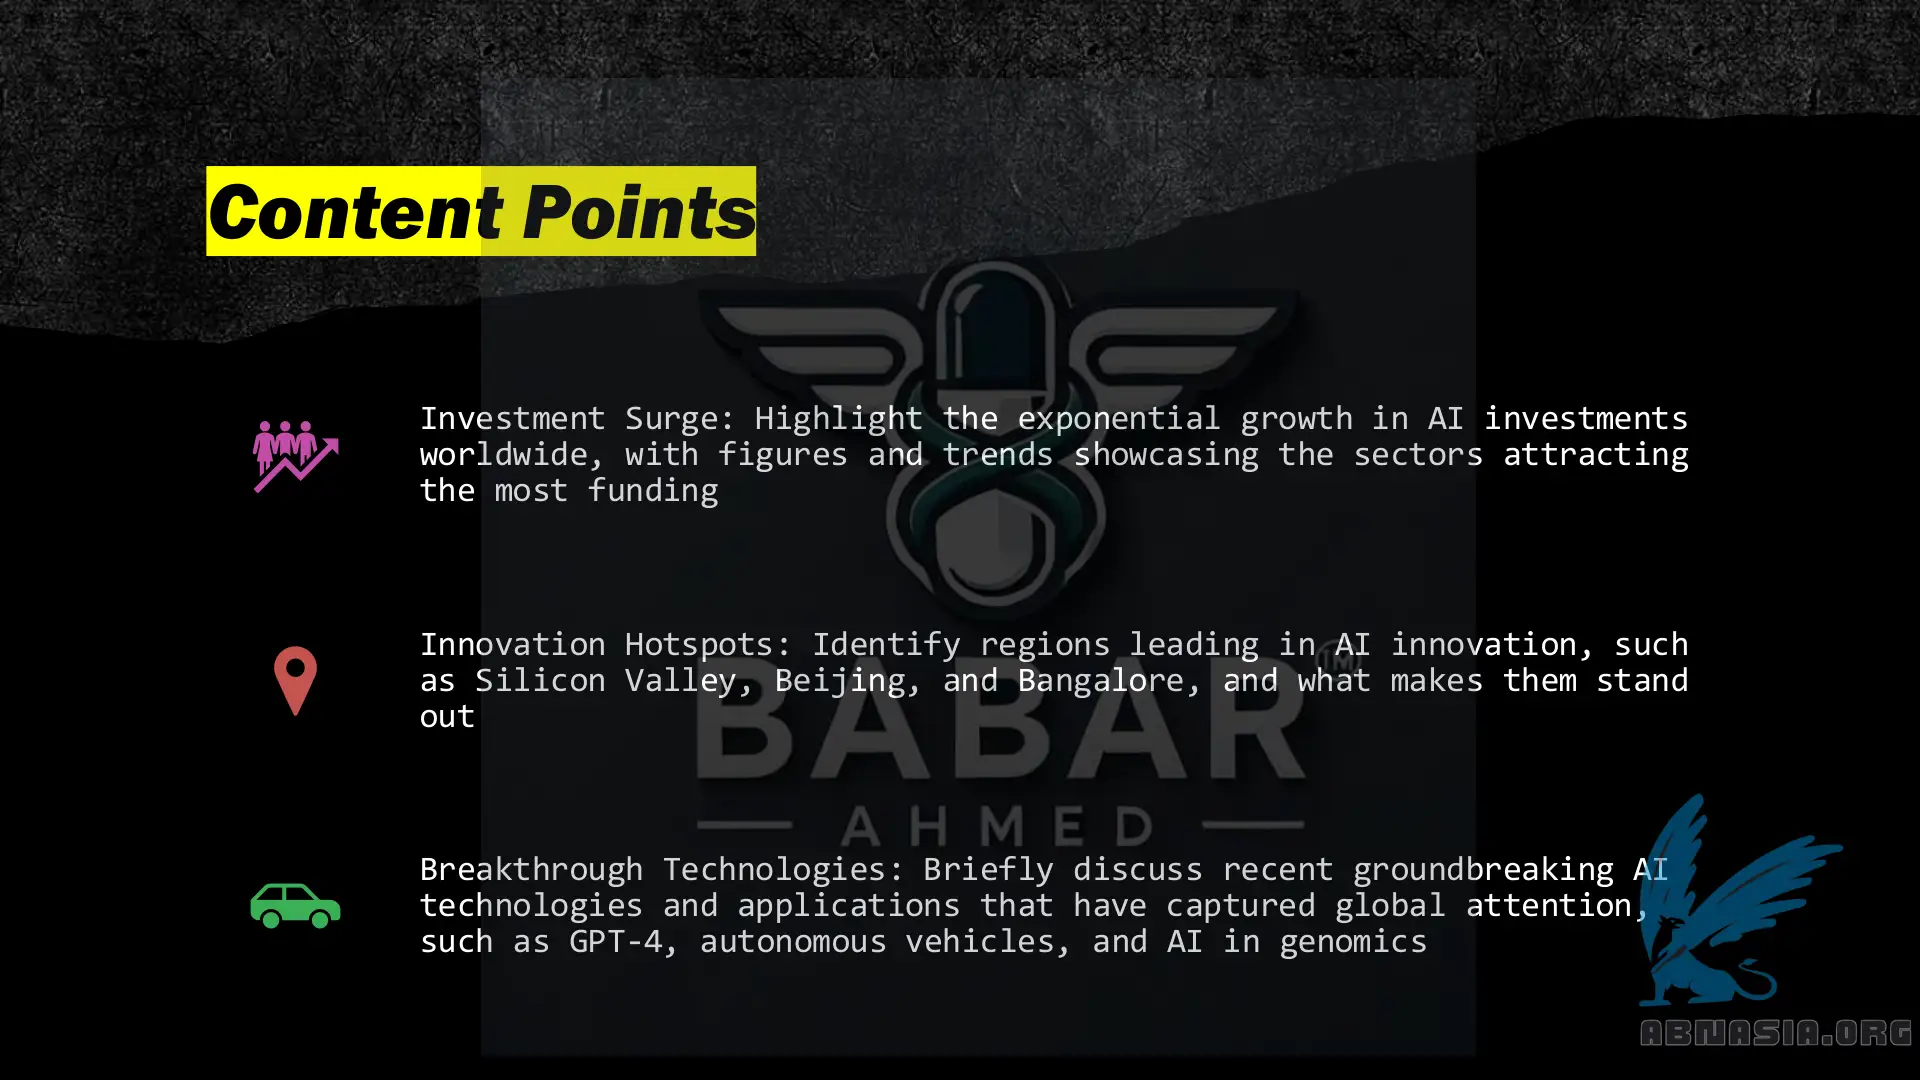 Content Points
Investment Surge: Highlight the exponential growth in AI investments
worldwide, with figures and trends showcasing the sectors attracting
the most funding
Innovation Hotspots: Identify regions leading in AI innovation, such
as Silicon Valley, Beijing, and Bangalore, and what makes them stand
out
BABAR TM
AHMED
Breakthrough Technologies: Briefly discuss recent groundbreaking AI
technologies and applications that have captured global attention,
such as GPT-4, autonomous vehicles, and AI in genomics
ABNASIA.ORG